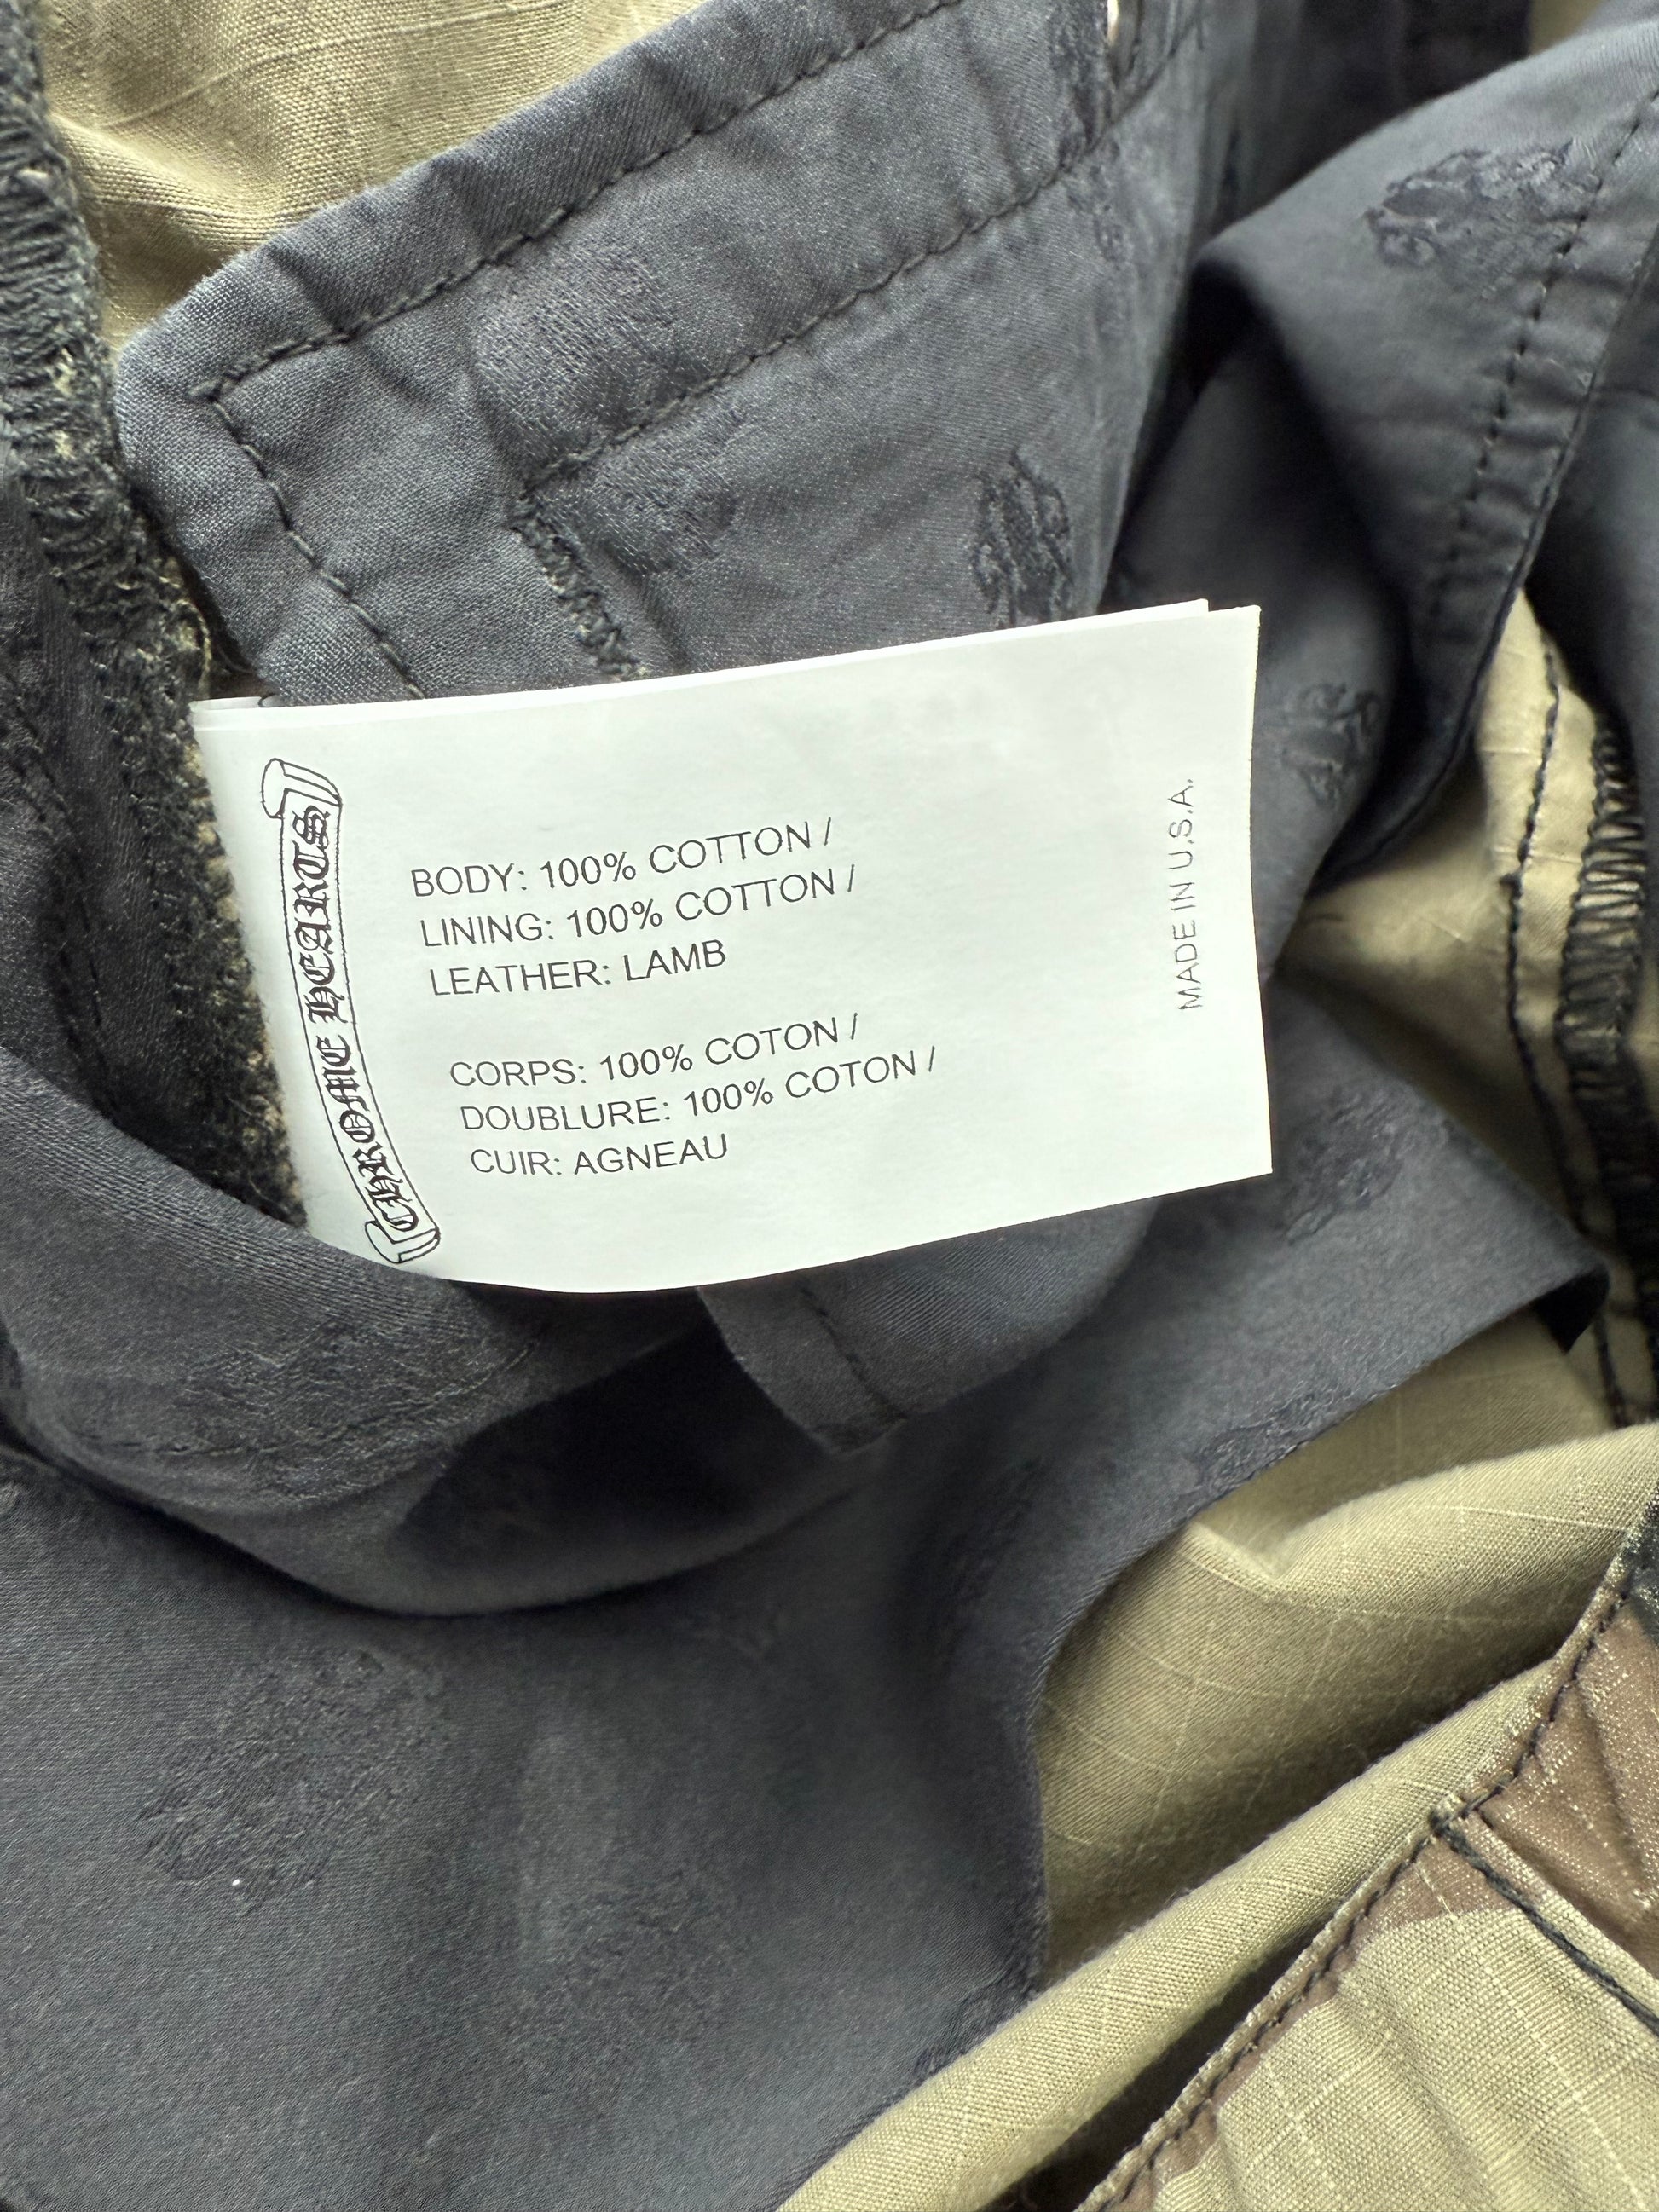 CHROME HEARTS
BODY: 100% COTTON /
LINING: 100% COTTON /
LEATHER: LAMB
CORPS: 100% COTON /
DOUBLURE: 100% COTON /
CUIR: AGNEAU
MADE IN U.S.A.